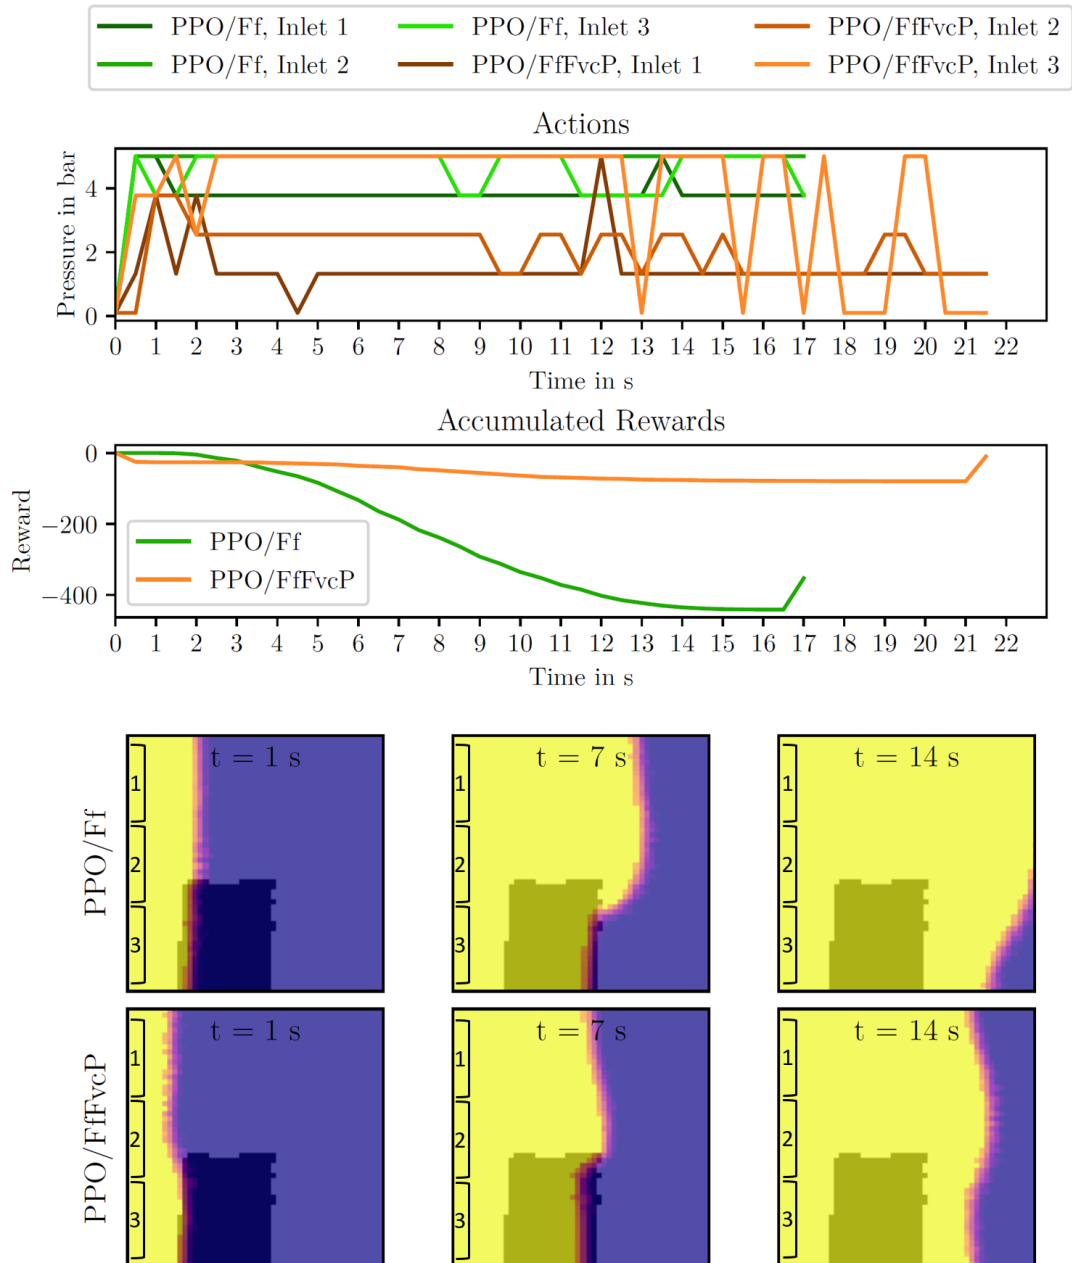 PPO/Ff, Inlet 1 PPO/Ff, Inlet 3 PPO/FfFvcP, Inlet 2
PPO/Ff, Inlet 2 PPO/FfFvcP, Inlet 1 PPO/FfFvcP, Inlet 3
Actions
Pressure in bar
4
2
0
0 1 2 3 4 5 6 7 8 9 10 11 12 13 14 15 16 17 18 19 20 21 22
Time in s
Accumulated Rewards
Reward
0
−200
−400
PPO/Ff
PPO/FfFvcP
0 1 2 3 4 5 6 7 8 9 10 11 12 13 14 15 16 17 18 19 20 21 22
Time in s
PPO/Ff
t = 1 s t = 7 s t = 14 s
1 1 1
2 2 2
3 3 3
PPO/FfFvcP
t = 1 s t = 7 s t = 14 s
1 1 1
2 2 2
3 3 3